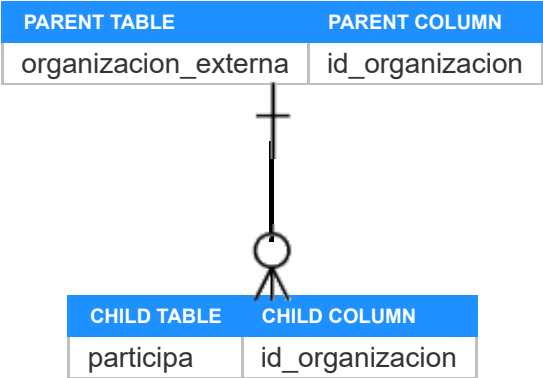 PARENT TABLE PARENT COLUMN
organizacion_externa id_organizacion
CHILD TABLE CHILD COLUMN
participa id_organizacion